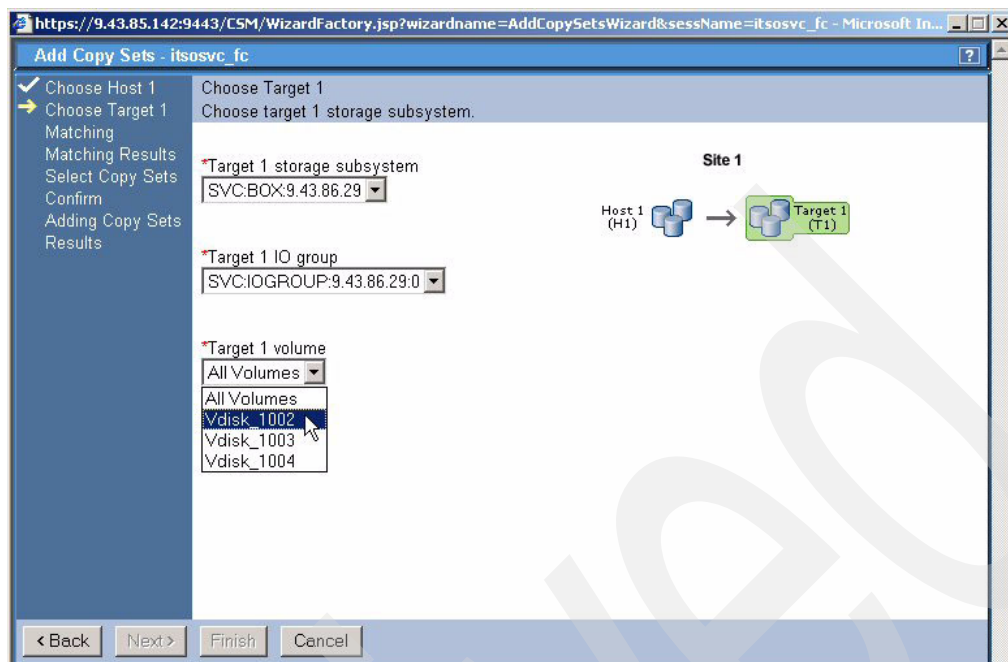 https://9.43.85.142:9443/CSM/WizardFactory.jsp?wizardname=AddCopySetsWizard&sessName=itsosvc_fc - Microsoft In...
Add Copy Sets - itsosvc_fc
?
Choose Host 1
Choose Target 1
Matching
Matching Results
Select Copy Sets
Confirm
Adding Copy Sets
Results
Choose Target 1
Choose target 1 storage subsystem.
*Target 1 storage subsystem
SVC:BOX:9.43.86.29
*Target 1 IO group
SVC:IOGROUP:9.43.86.29:0
*Target 1 volume
All Volumes
All Volumes
Vdisk_1002
Vdisk_1003
Vdisk_1004
Site 1
Host 1
(H1)
Target 1
(T1)
< Back
Next >
Finish
Cancel